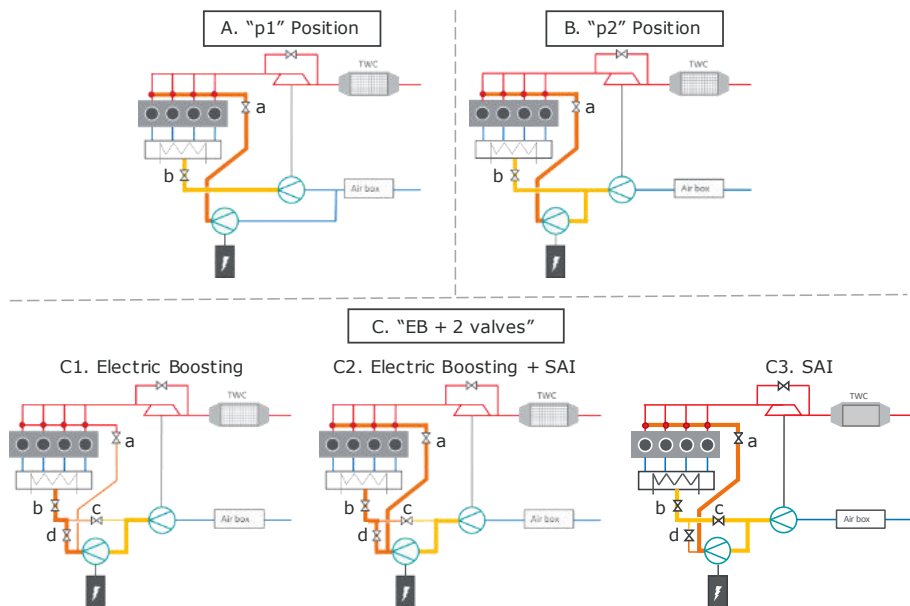 A. “p1” Position
B. “p2” Position
TWC
TWC
a
a
b
b
Air box
Air box
C. “EB + 2 valves”
C1. Electric Boosting
C2. Electric Boosting + SAI
C3. SAI
TWC
TWC
TWC
a
a
a
b
c
b
c
b
c
d
d
d
Air box
Air box
Air box